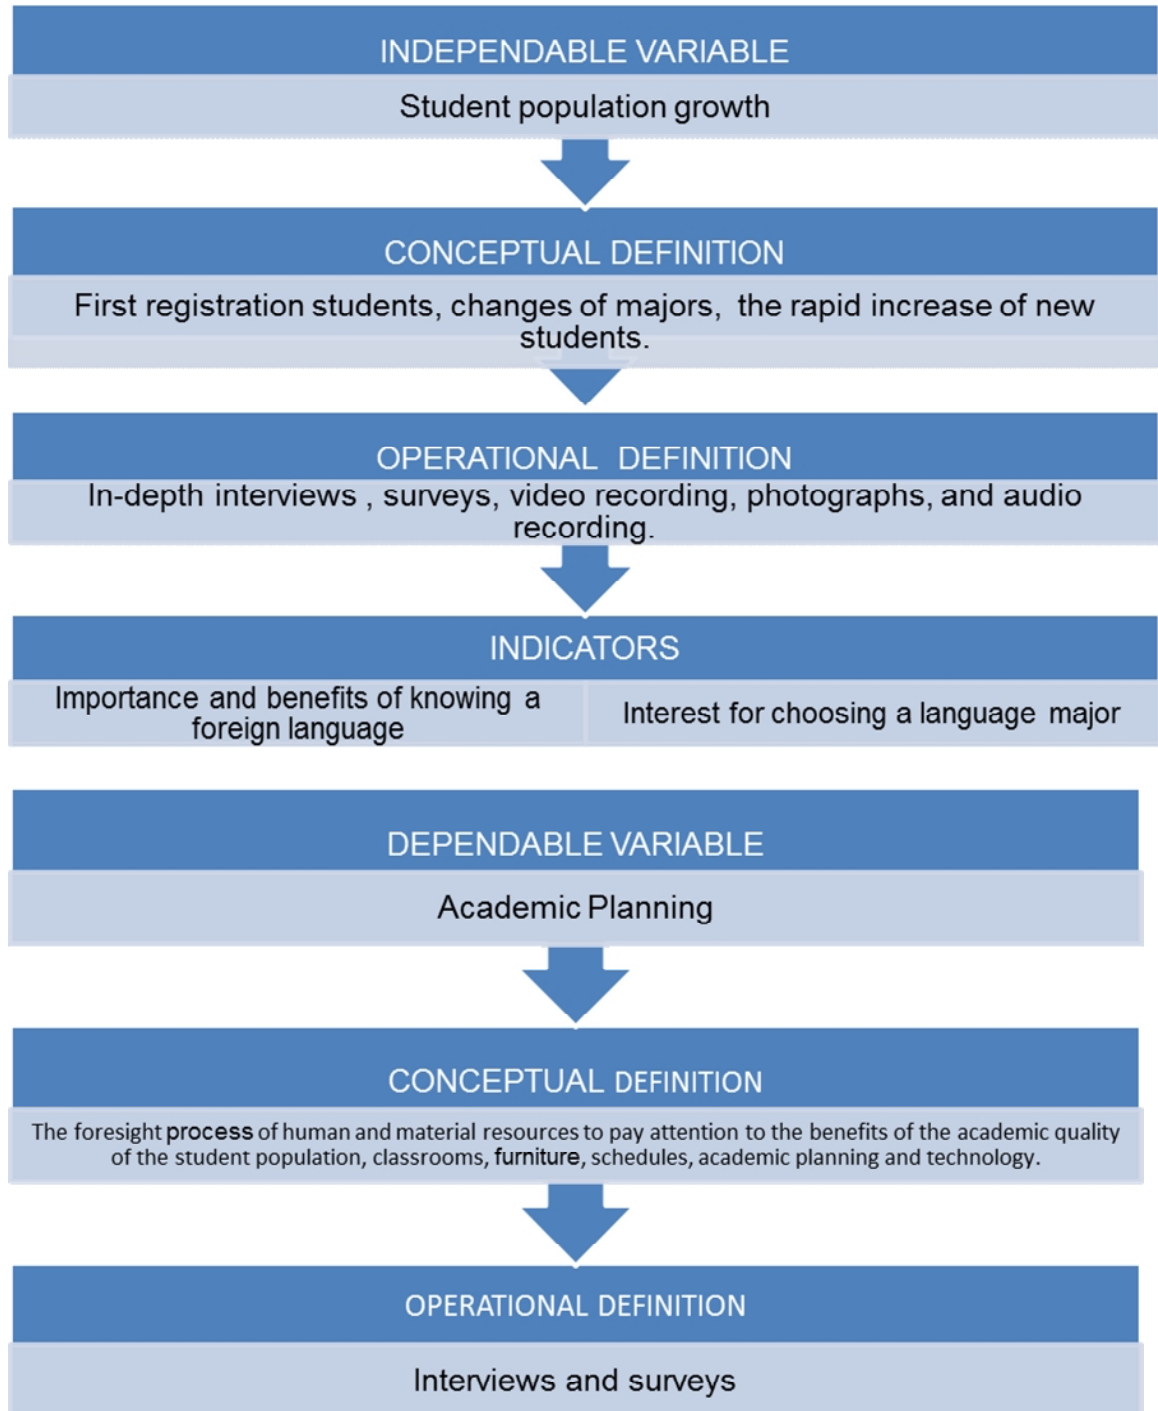 INDEPENDABLE VARIABLE
Student population growth
CONCEPTUAL DEFINITION
First registration students, changes of majors, the rapid increase of new
students.
OPERATIONAL DEFINITION
In-depth interviews , surveys, video recording, photographs, and audio
recording.
INDICATORS
Importance and benefits of knowing a
foreign language
Interest for choosing a language major
DEPENDABLE VARIABLE
Academic Planning
CONCEPTUAL DEFINITION
The foresight process of human and material resources to pay attention to the benefits of the academic quality
of the student population, classrooms, furniture, schedules, academic planning and technology.
OPERATIONAL DEFINITION
Interviews and surveys